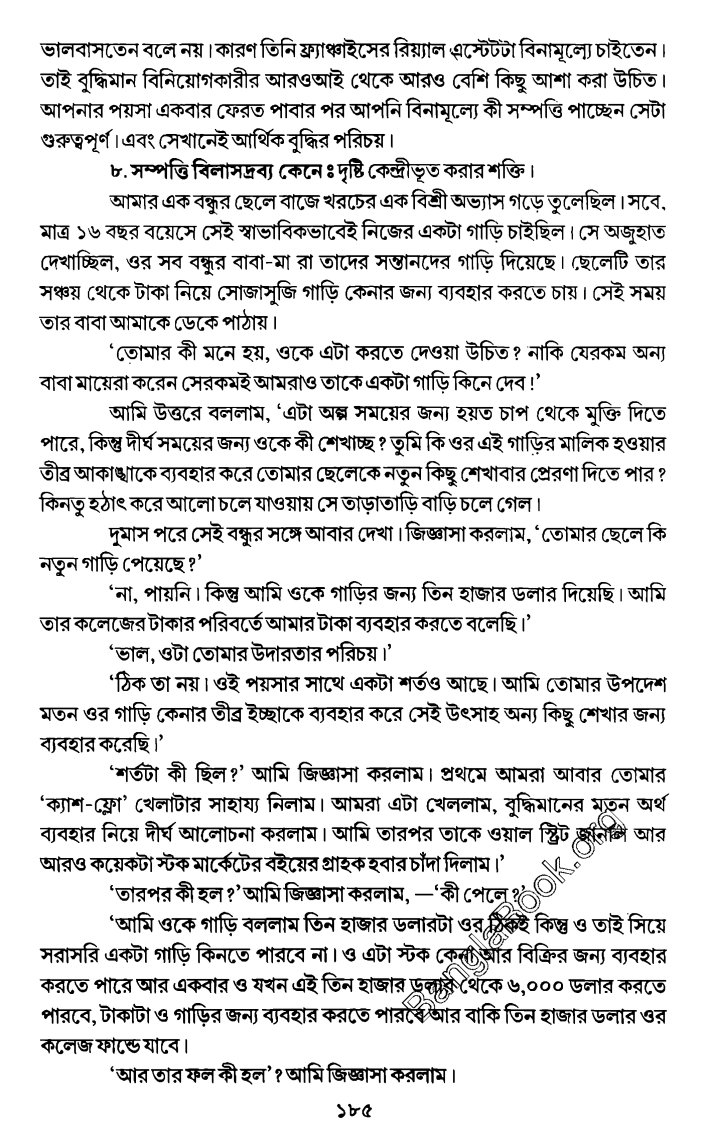 ভালবাসতেন বলে নয়। কারণ তিনি ফ্র্যাঞ্চাইসের রিয়্যাল এস্টেটটা বিনামূল্যে চাইতেন।
তাই বুদ্ধিমান বিনিয়োগকারীর আরওআই থেকে আরও বেশি কিছু আশা করা উচিত।
আপনার পয়সা একবার ফেরত পাবার পর আপনি বিনামূল্যে কী সম্পত্তি পাচ্ছেন সেটা
গুরুত্বপূর্ণ। এবং সেখানেই আর্থিক বুদ্ধির পরিচয়।
৮. সম্পত্তি বিলাসদ্রব্য কেনে ঃ দৃষ্টি কেন্দ্রীভূত করার শক্তি।
আমার এক বন্ধুর ছেলে বাজে খরচের এক বিশ্রী অভ্যাস গড়ে তুলেছিল। সবে,
মাত্র ১৬ বছর বয়েসে সেই স্বাভাবিকভাবেই নিজের একটা গাড়ি চাইছিল। সে অজুহাত
দেখাচ্ছিল, ওর সব বন্ধুর বাবা-মা রা তাদের সন্তানদের গাড়ি দিয়েছে। ছেলেটি তার
সঞ্চয় থেকে টাকা নিয়ে সোজাসুজি গাড়ি কেনার জন্য ব্যবহার করতে চায়। সেই সময়
তার বাবা আমাকে ডেকে পাঠায়।
‘তোমার কী মনে হয়, ওকে এটা করতে দেওয়া উচিত? নাকি যেরকম অন্য
বাবা মায়েরা করেন সেরকমই আমরাও তাকে একটা গাড়ি কিনে দেব!’
আমি উত্তরে বললাম, ‘এটা অল্প সময়ের জন্য হয়ত চাপ থেকে মুক্তি দিতে
পারে, কিন্তু দীর্ঘ সময়ের জন্য ওকে কী শেখাচ্ছ? তুমি কি ওর এই গাড়ির মালিক হওয়ার
তীব্র আকাঙ্খাকে ব্যবহার করে তোমার ছেলেকে নতুন কিছু শেখাবার প্রেরণা দিতে পার?
কিনতু হঠাৎ করে আলো চলে যাওয়ায় সে তাড়াতাড়ি বাড়ি চলে গেল।
দুমাস পরে সেই বন্ধুর সঙ্গে আবার দেখা। জিজ্ঞাসা করলাম, ‘তোমার ছেলে কি
নতুন গাড়ি পেয়েছে?’
‘না, পায়নি। কিন্তু আমি ওকে গাড়ির জন্য তিন হাজার ডলার দিয়েছি। আমি
তার কলেজের টাকার পরিবর্তে আমার টাকা ব্যবহার করতে বলেছি।’
‘ভাল, ওটা তোমার উদারতার পরিচয়।’
‘ঠিক তা নয়। ওই পয়সার সাথে একটা শর্তও আছে। আমি তোমার উপদেশ
মতন ওর গাড়ি কেনার তীব্র ইচ্ছাকে ব্যবহার করে সেই উৎসাহ অন্য কিছু শেখার জন্য
ব্যবহার করেছি।’
‘শর্তটা কী ছিল?’ আমি জিজ্ঞাসা করলাম। প্রথমে আমরা আবার তোমার
‘ক্যাশ-ফ্লো’ খেলাটার সাহায্য নিলাম। আমরা এটা খেললাম, বুদ্ধিমানের মতন অর্থ
ব্যবহার নিয়ে দীর্ঘ আলোচনা করলাম। আমি তারপর তাকে ওয়াল স্ট্রিট জার্নাল আর
আরও কয়েকটা স্টক মার্কেটের বইয়ের গ্রাহক হবার চাঁদা দিলাম।’
‘তারপর কী হল?’ আমি জিজ্ঞাসা করলাম, —‘কী পেলে?’
‘আমি ওকে গাড়ি বললাম তিন হাজার ডলারটা ওর ঠিকই কিন্তু ও তাই সিয়ে
সরাসরি একটা গাড়ি কিনতে পারবে না। ও এটা স্টক কেনা আর বিক্রির জন্য ব্যবহার
করতে পারে আর একবার ও যখন এই তিন হাজার ডলার থেকে ৬,০০০ ডলার করতে
পারবে, টাকাটা ও গাড়ির জন্য ব্যবহার করতে পারবে আর বাকি তিন হাজার ডলার ওর
কলেজ ফান্ডে যাবে।
‘আর তার ফল কী হল’? আমি জিজ্ঞাসা করলাম।
১৮৫
BanglaBook.org